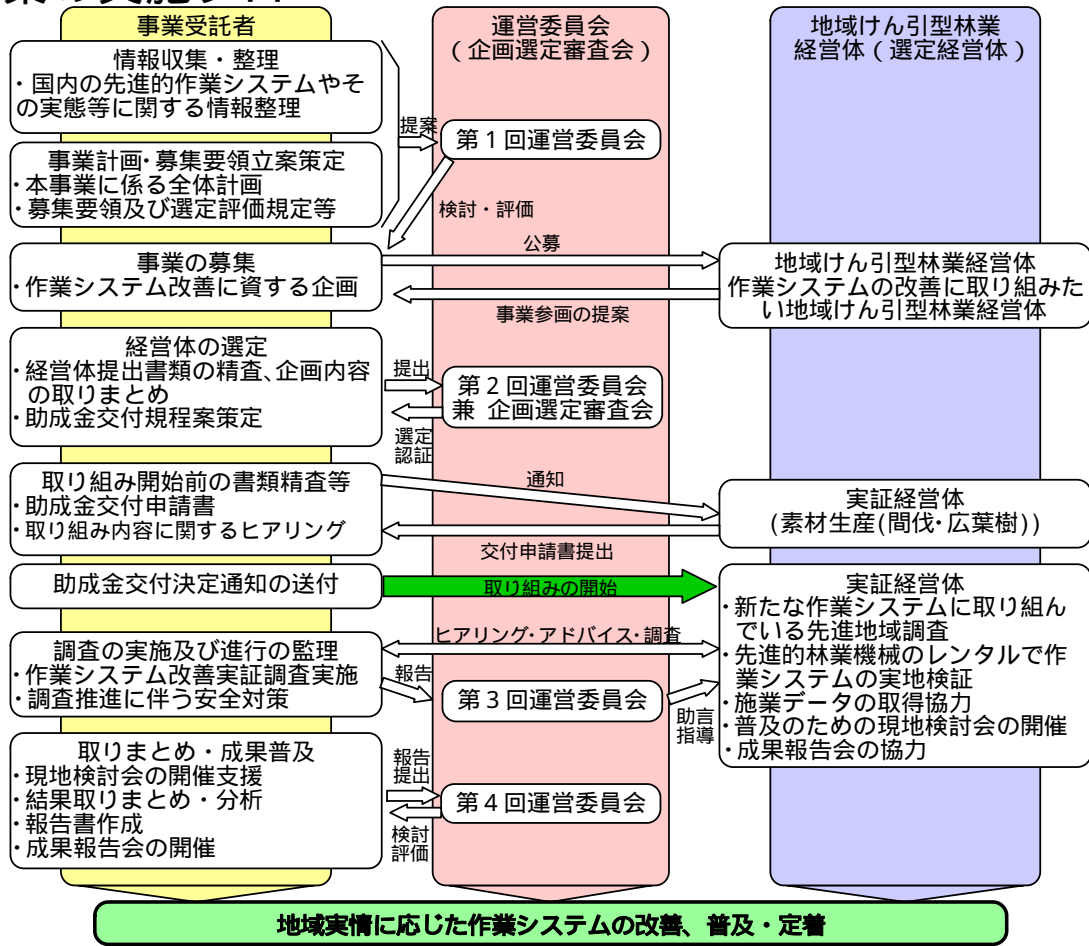 事業受託者
運営委員会
(企画選定審査会)
地域けん引型林業
経営体(選定経営体)
情報収集・整理
・国内の先進的作業システムやそ
の実態等に関する情報整理
提案
第1回運営委員会
事業計画・募集要領立案策定
・本事業に係る全体計画
・募集要領及び選定評価規定等
検討・評価
事業の募集
・作業システム改善に資する企画
公募
事業参画の提案
地域けん引型林業経営体
作業システムの改善に取り組みた
い地域けん引型林業経営体
経営体の選定
・経営体提出書類の精査、企画内容
の取りまとめ
・助成金交付規程案策定
提出
第2回運営委員会
兼 企画選定審査会
選定
認証
取り組み開始前の書類精査等
・助成金交付申請書
・取り組み内容に関するヒアリング
通知
交付申請書提出
実証経営体
(素材生産(間伐・広葉樹))
助成金交付決定通知の送付
取り組みの開始
実証経営体
・新たな作業システムに取り組ん
でいる先進地域調査
・先進的林業機械のレンタルで作
業システムの実地検証
・施業データの取得協力
・普及のための現地検討会の開催
・成果報告会の協力
調査の実施及び進行の監理
・作業システム改善実証調査実施
・調査推進に伴う安全対策
ヒアリング・アドバイス・調査
報告
第3回運営委員会
助言
指導
取りまとめ・成果普及
・現地検討会の開催支援
・結果取りまとめ・分析
・報告書作成
・成果報告会の開催
報告
提出
第4回運営委員会
検討
評価
地域実情に応じた作業システムの改善、普及・定着